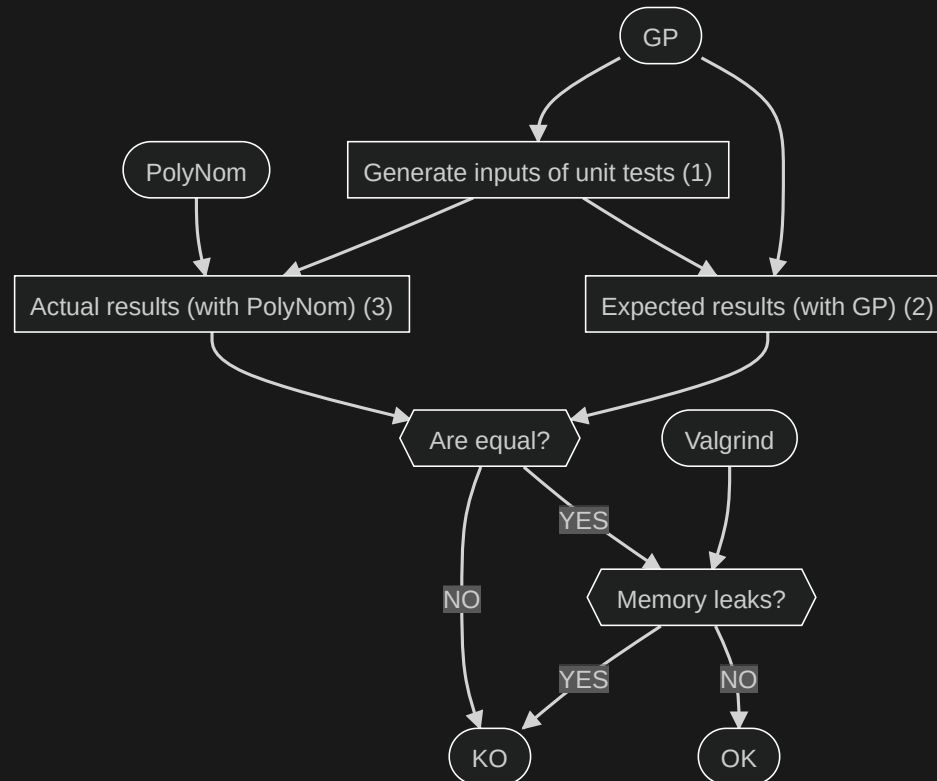 GP
PolyNom
Generate inputs of unit tests (1)
Actual results (with PolyNom) (3)
Expected results (with GP) (2)
Are equal?
Valgrind
YES
NO
Memory leaks?
YES
NO
KO
OK